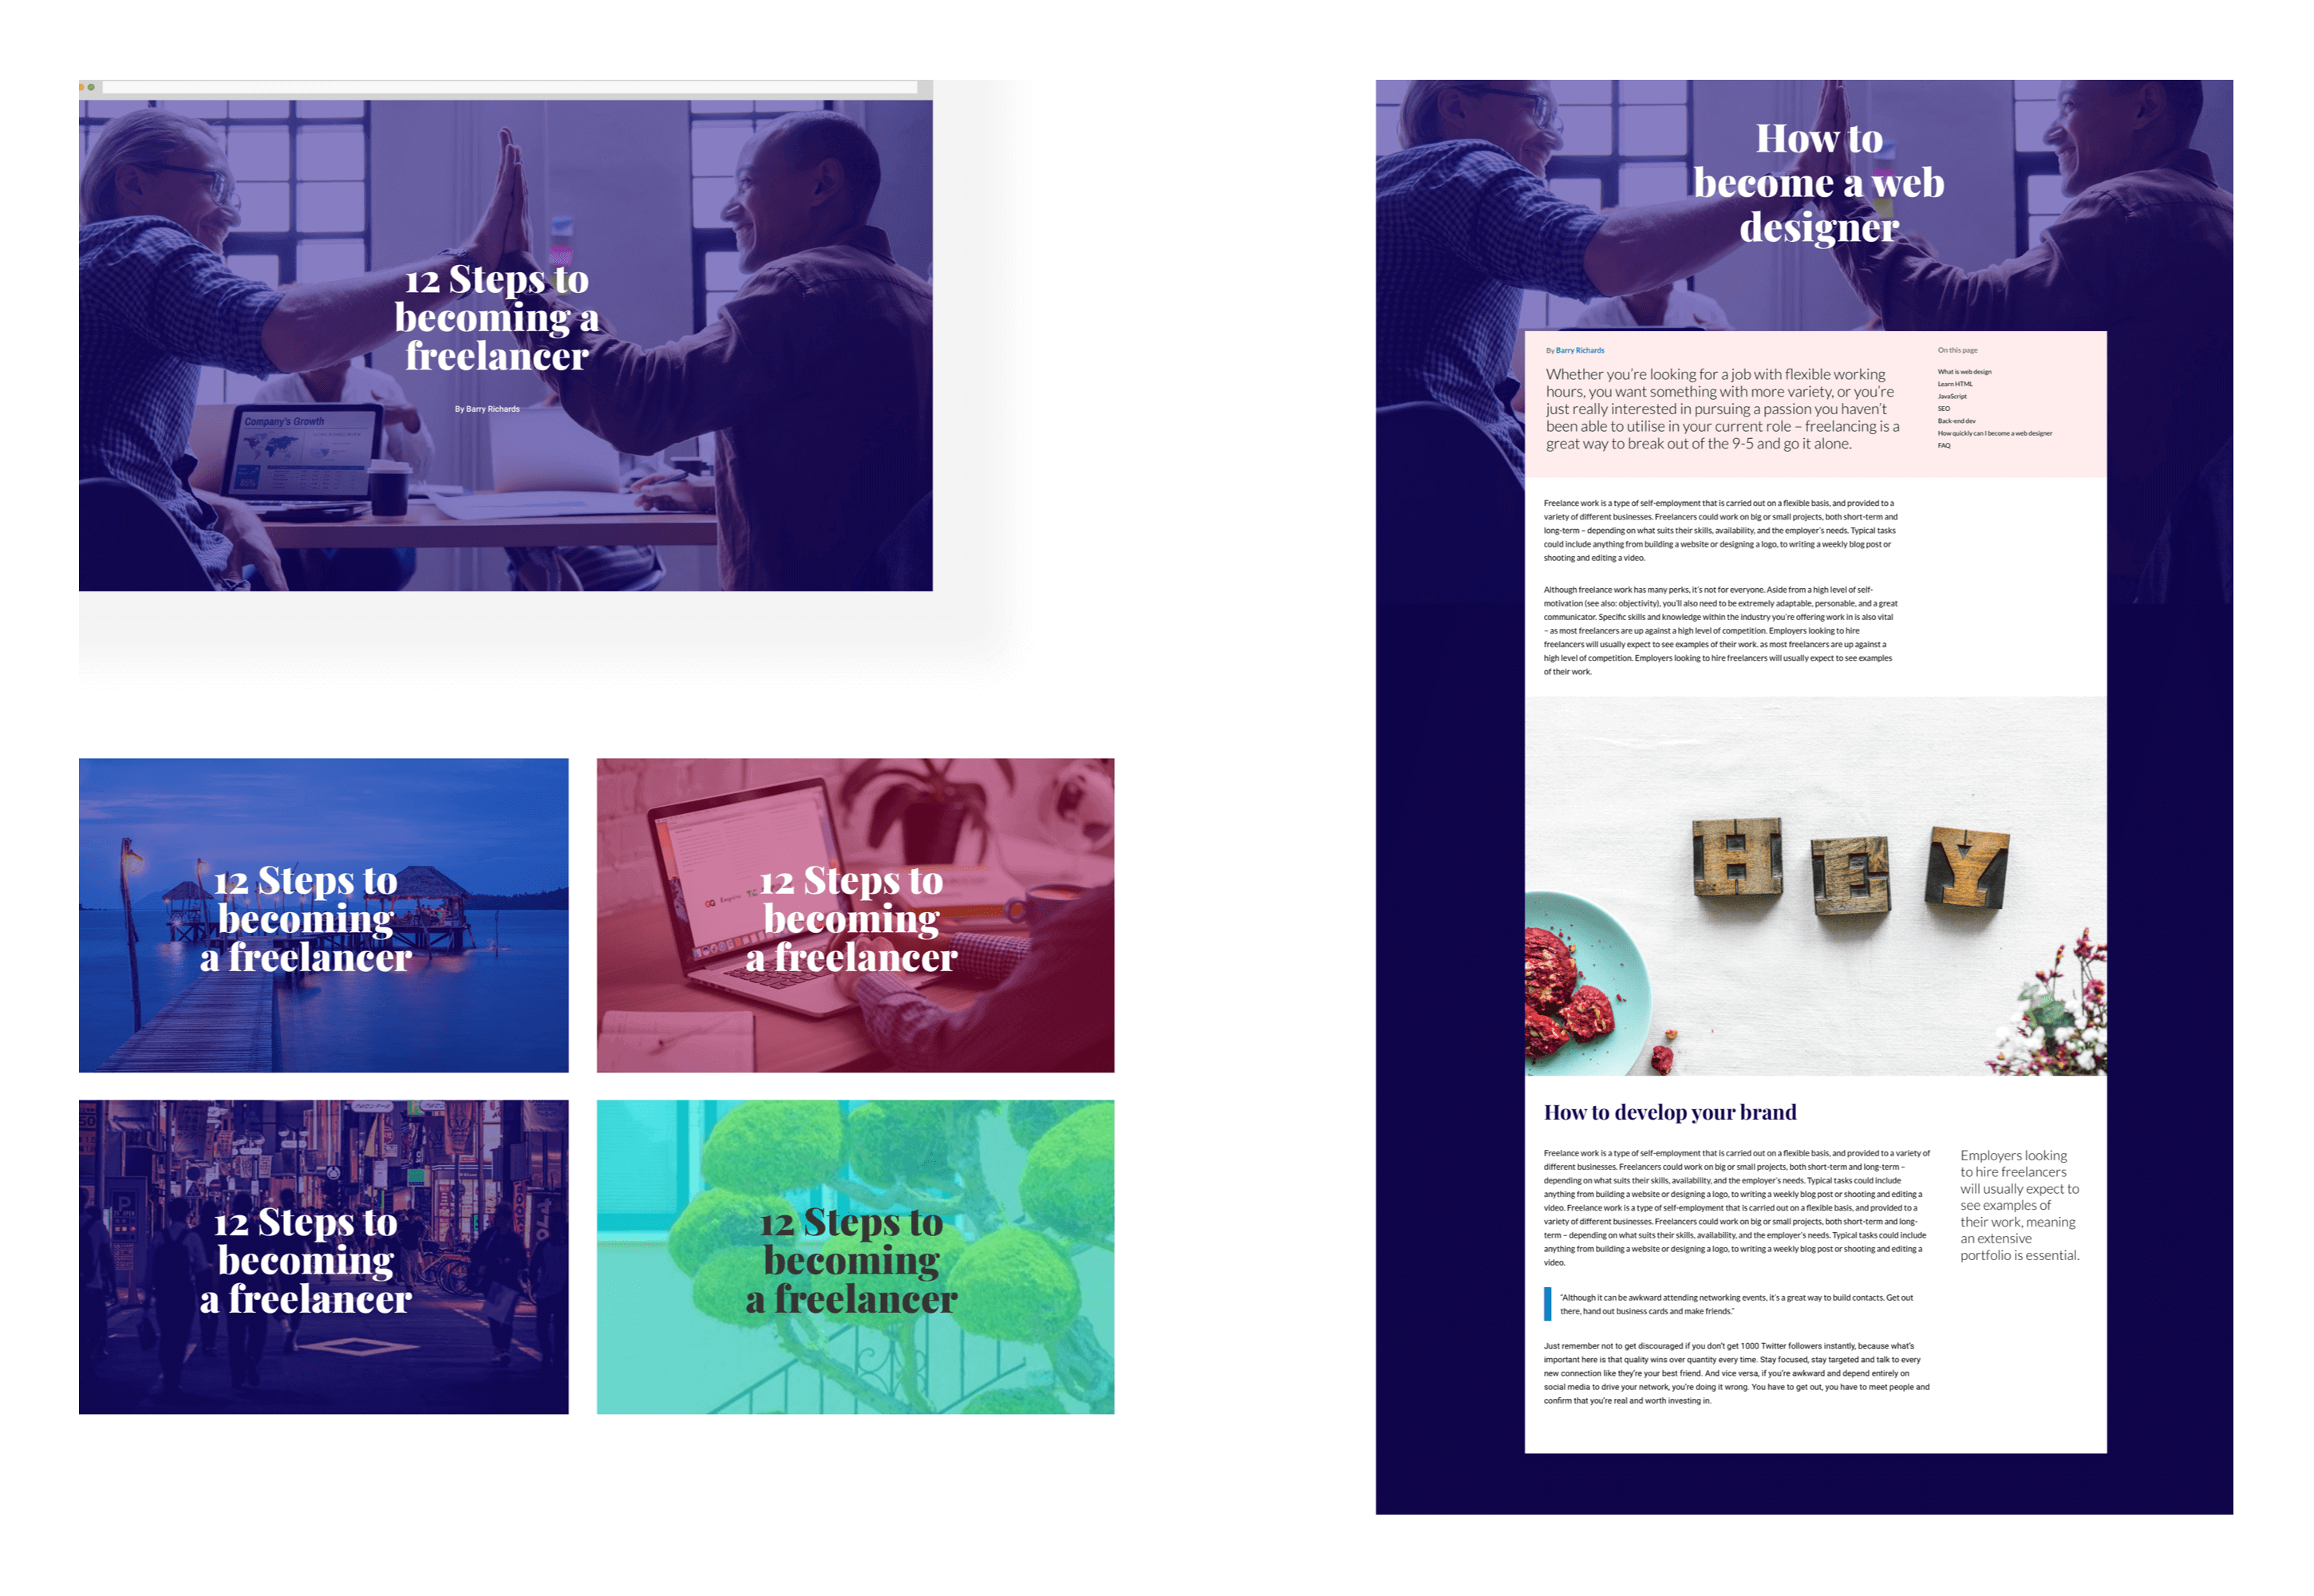 12 Steps to
becoming a
freelancer
By Barry Richards
Company's Growth
85%
12 Steps to
becoming
a freelancer
12 Steps to
becoming
a freelancer
12 Steps to
becoming
a freelancer
12 Steps to
becoming
a freelancer
How to
become a web
designer
By Barry Richards
Whether you're looking for a job with flexible working
hours, you want something with more variety, or you're
just really interested in pursuing a passion you haven't
been able to utilise in your current role – freelancing is a
great way to break out of the 9-5 and go it alone.
On this page
What is web design
Learn HTML
JavaScript
SEO
Back-end dev
How quickly can I become a web designer
FAQ
Freelance work is a type of self-employment that is carried out on a flexible basis, and provided to a
variety of different businesses. Freelancers could work on big or small projects, both short-term and
long-term – depending on what suits their skills, availability, and the employer's needs. Typical tasks
could include anything from building a website or designing a logo, to writing a weekly blog post or
shooting and editing a video.
Although freelance work has many perks, it's not for everyone. Aside from a high level of self-
motivation (see also: objectivity), you'll also need to be extremely adaptable, personable, and a great
communicator. Specific skills and knowledge within the industry you're offering work in is also vital
– as most freelancers are up against a high level of competition. Employers looking to hire
freelancers will usually expect to see examples of their work. as most freelancers are up against a
high level of competition. Employers looking to hire freelancers will usually expect to see examples
of their work.
HEY
How to develop your brand
Freelance work is a type of self-employment that is carried out on a flexible basis, and provided to a variety of
different businesses. Freelancers could work on big or small projects, both short-term and long-term –
depending on what suits their skills, availability, and the employer's needs. Typical tasks could include
anything from building a website or designing a logo, to writing a weekly blog post or shooting and editing a
video. Freelance work is a type of self-employment that is carried out on a flexible basis, and provided to a
variety of different businesses. Freelancers could work on big or small projects, both short-term and long-
term – depending on what suits their skills, availability, and the employer's needs. Typical tasks could include
anything from building a website or designing a logo, to writing a weekly blog post or shooting and editing a
video.
Employers looking
to hire freelancers
will usually expect to
see examples of
their work, meaning
an extensive
portfolio is essential.
"Although it can be awkward attending networking events, it's a great way to build contacts. Get out
there, hand out business cards and make friends."
Just remember not to get discouraged if you don't get 1000 Twitter followers instantly, because what's
important here is that quality wins over quantity every time. Stay focused, stay targeted and talk to every
new connection like they're your best friend. And vice versa, if you're awkward and depend entirely on
social media to drive your network, you're doing it wrong. You have to get out, you have to meet people and
confirm that you're real and worth investing in.